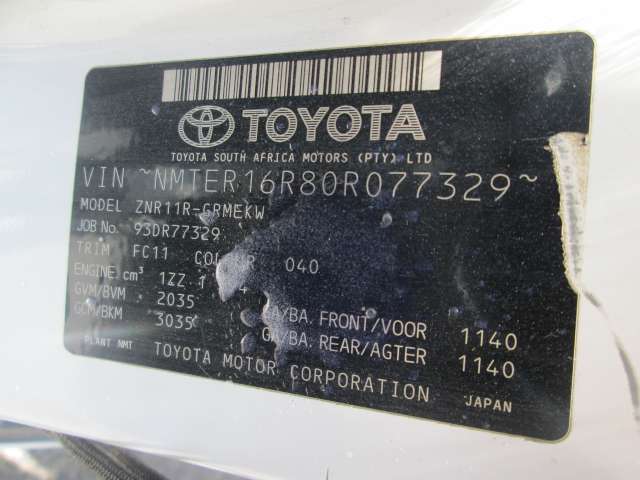 TOYOTA
TOYOTA SOUTH AFRICA MOTORS (PTY) LTD
VIN ~NMTER16R80R077329~
MODEL ZNR11R-GRMEKW
JOB No. 93DR77329
TRIM FC11 040
ENGINE. cm³ 1ZZ
GVM/BVM 2035
GCM/BKM 3035
GA/BA. FRONT/VOOR 1140
GA/BA. REAR/AGTER 1140
PLANT NMT TOYOTA MOTOR CORPORATION JAPAN